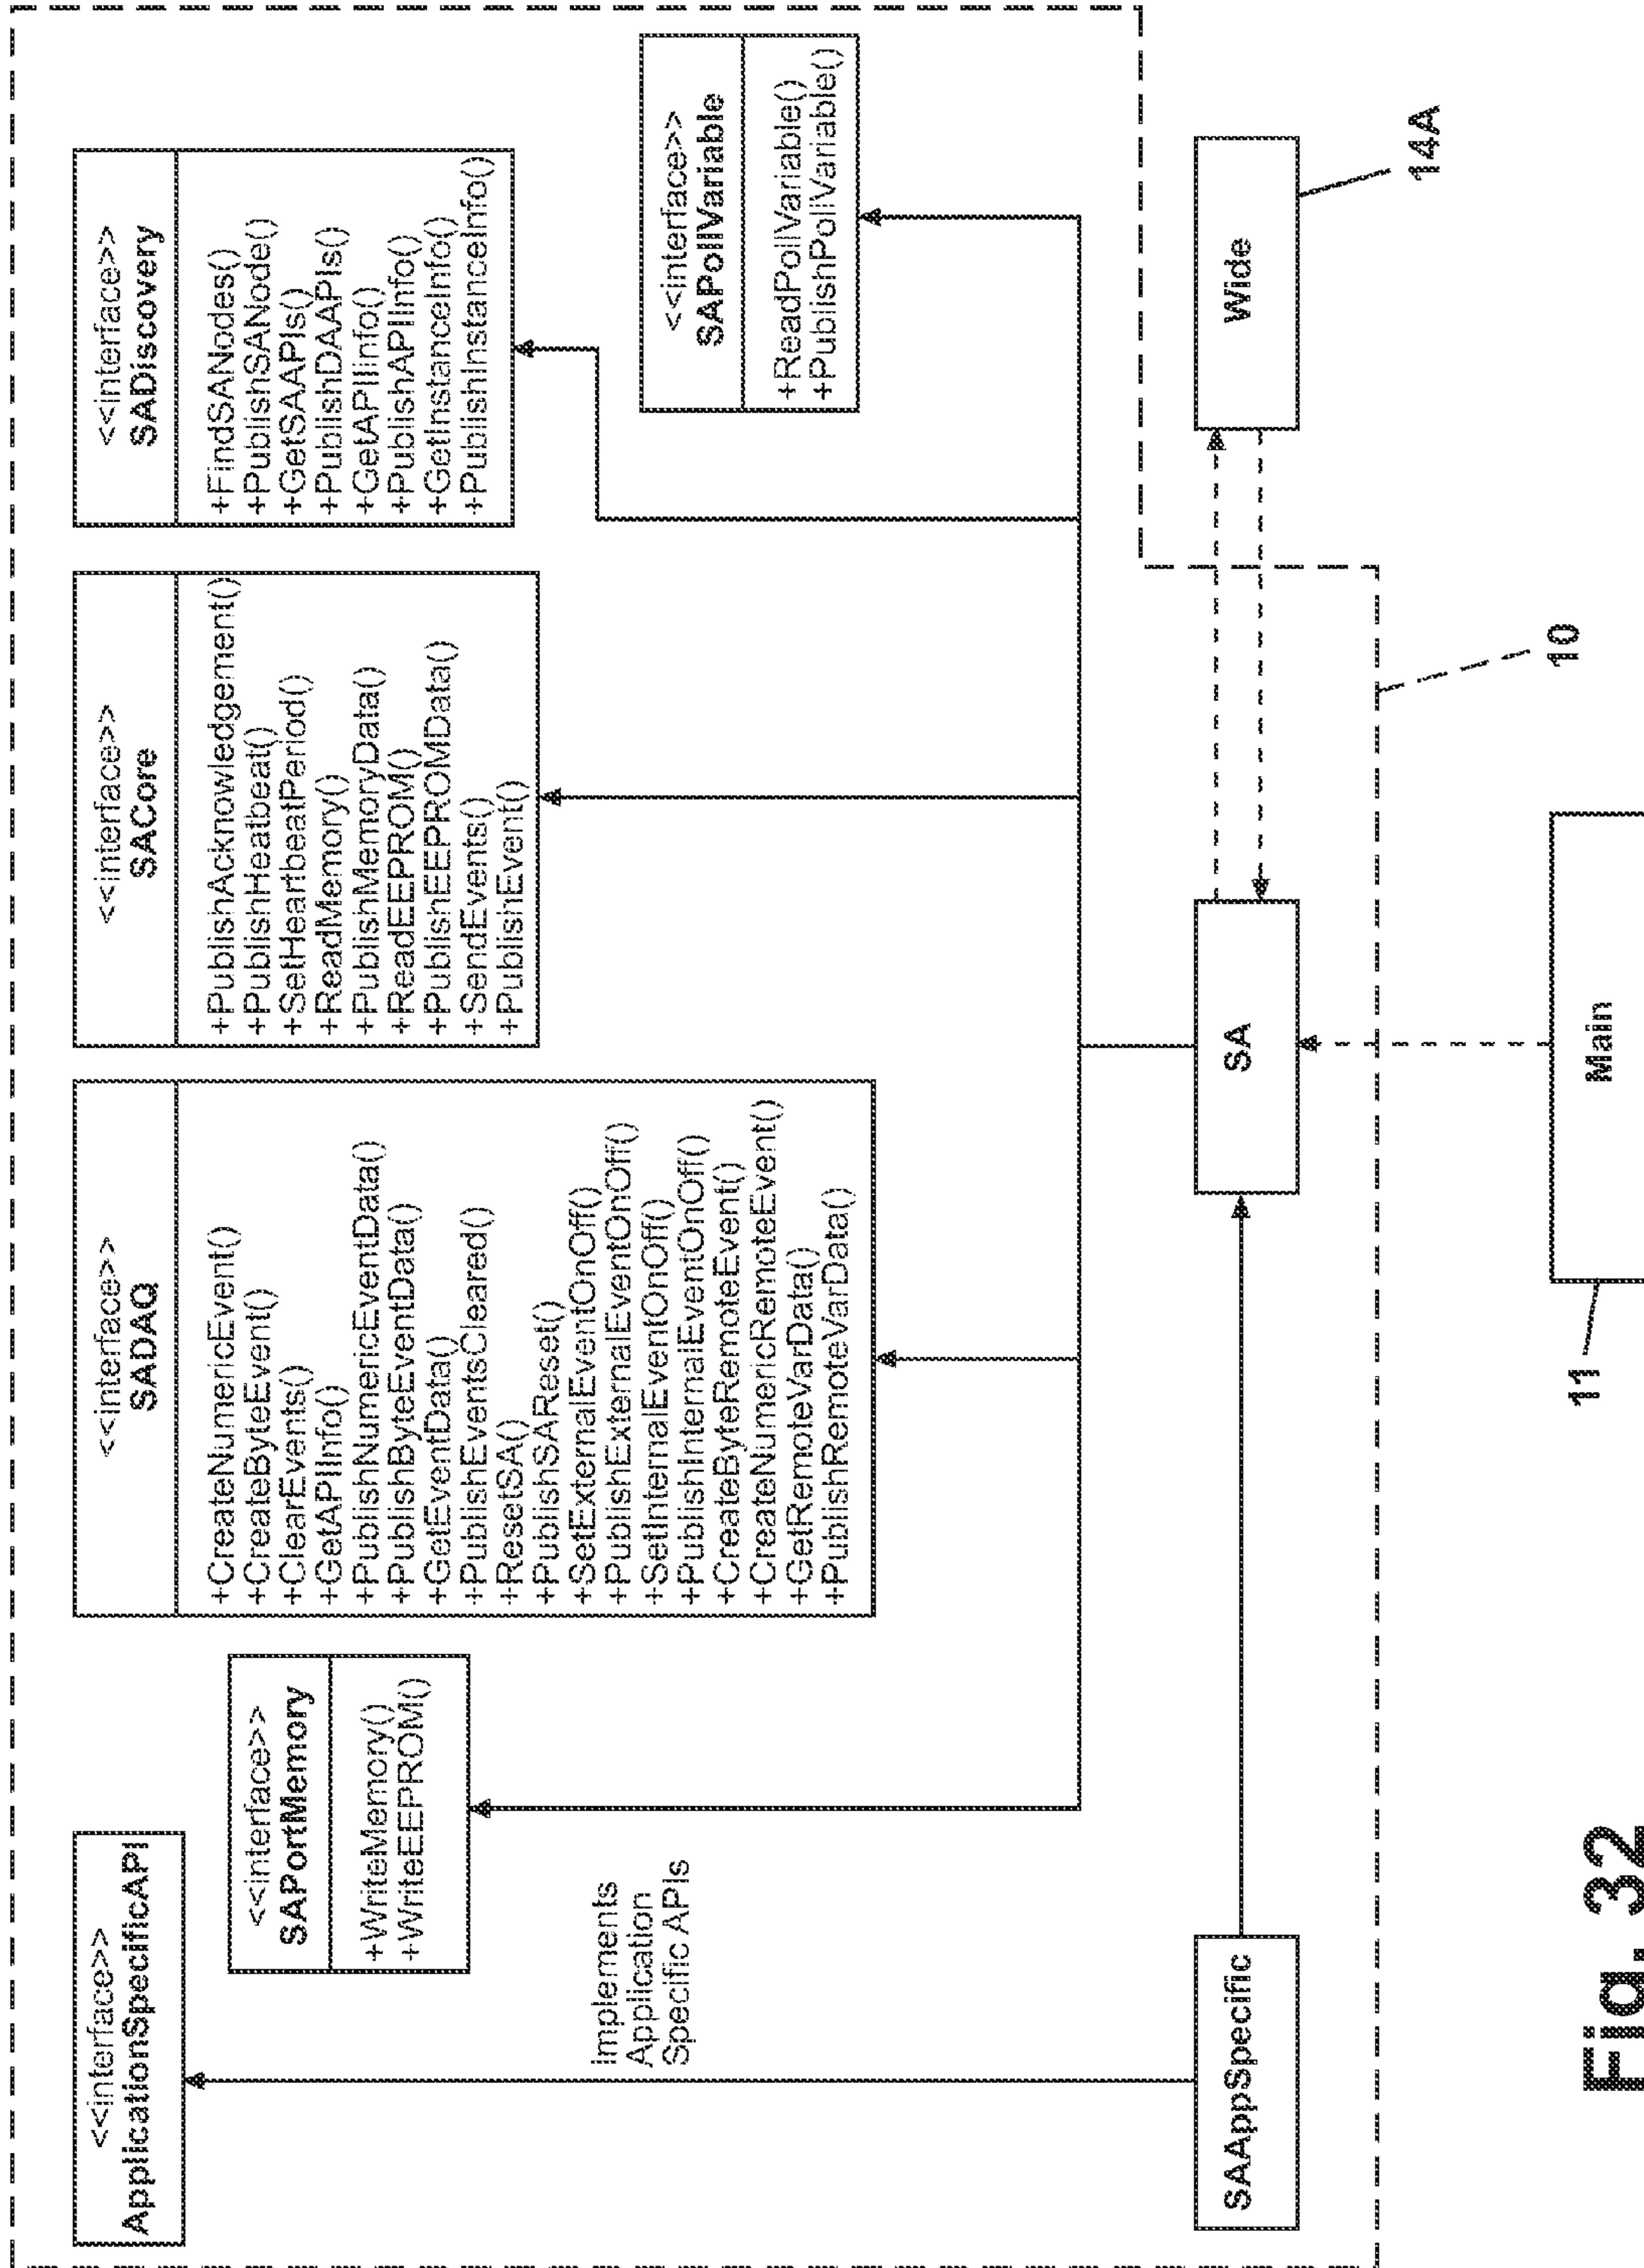 <<interface>>
ApplicationSpecificAPI
<<interface>>
SAPortMemory
+WriteMemory()
+WriteEEPROM()
<<interface>>
SADAQ
+CreateNumericEvent()
+CreateByteEvent()
+ClearEvents()
+GetAPIInfo()
+PublishNumericEventData()
+PublishByteEventData()
+GetEventData()
+PublishEventsCleared()
+ResetSA()
+PublishSAReset()
+SetExternalEventOnOff()
+PublishExternalEventOnOff()
+SetInternalEventOnOff()
+PublishInternalEventOnOff()
+CreateByteRemoteEvent()
+CreateNumericRemoteEvent()
+GetRemoteVarData()
+PublishRemoteVarData()
<<interface>>
SACore
+PublishAcknowledgement()
+PublishHeatbeat()
+SetHeartbeatPeriod()
+ReadMemory()
+PublishMemoryData()
+ReadEEPROM()
+PublishEEPROMData()
+SendEvents()
+PublishEvent()
<<interface>>
SADiscovery
+FindSANodes()
+PublishSANode()
+GetSAAPIs()
+PublishDAAPIs()
+GetAPIInfo()
+PublishAPIInfo()
+GetInstanceInfo()
+PublishInstanceInfo()
<<interface>>
SAPollVariable
+ReadPollVariable()
+PublishPollVariable()
Implements
Application
Specific APIs
SAAppSpecific
SA
Wide
14A
10
Main
11
Fig. 32